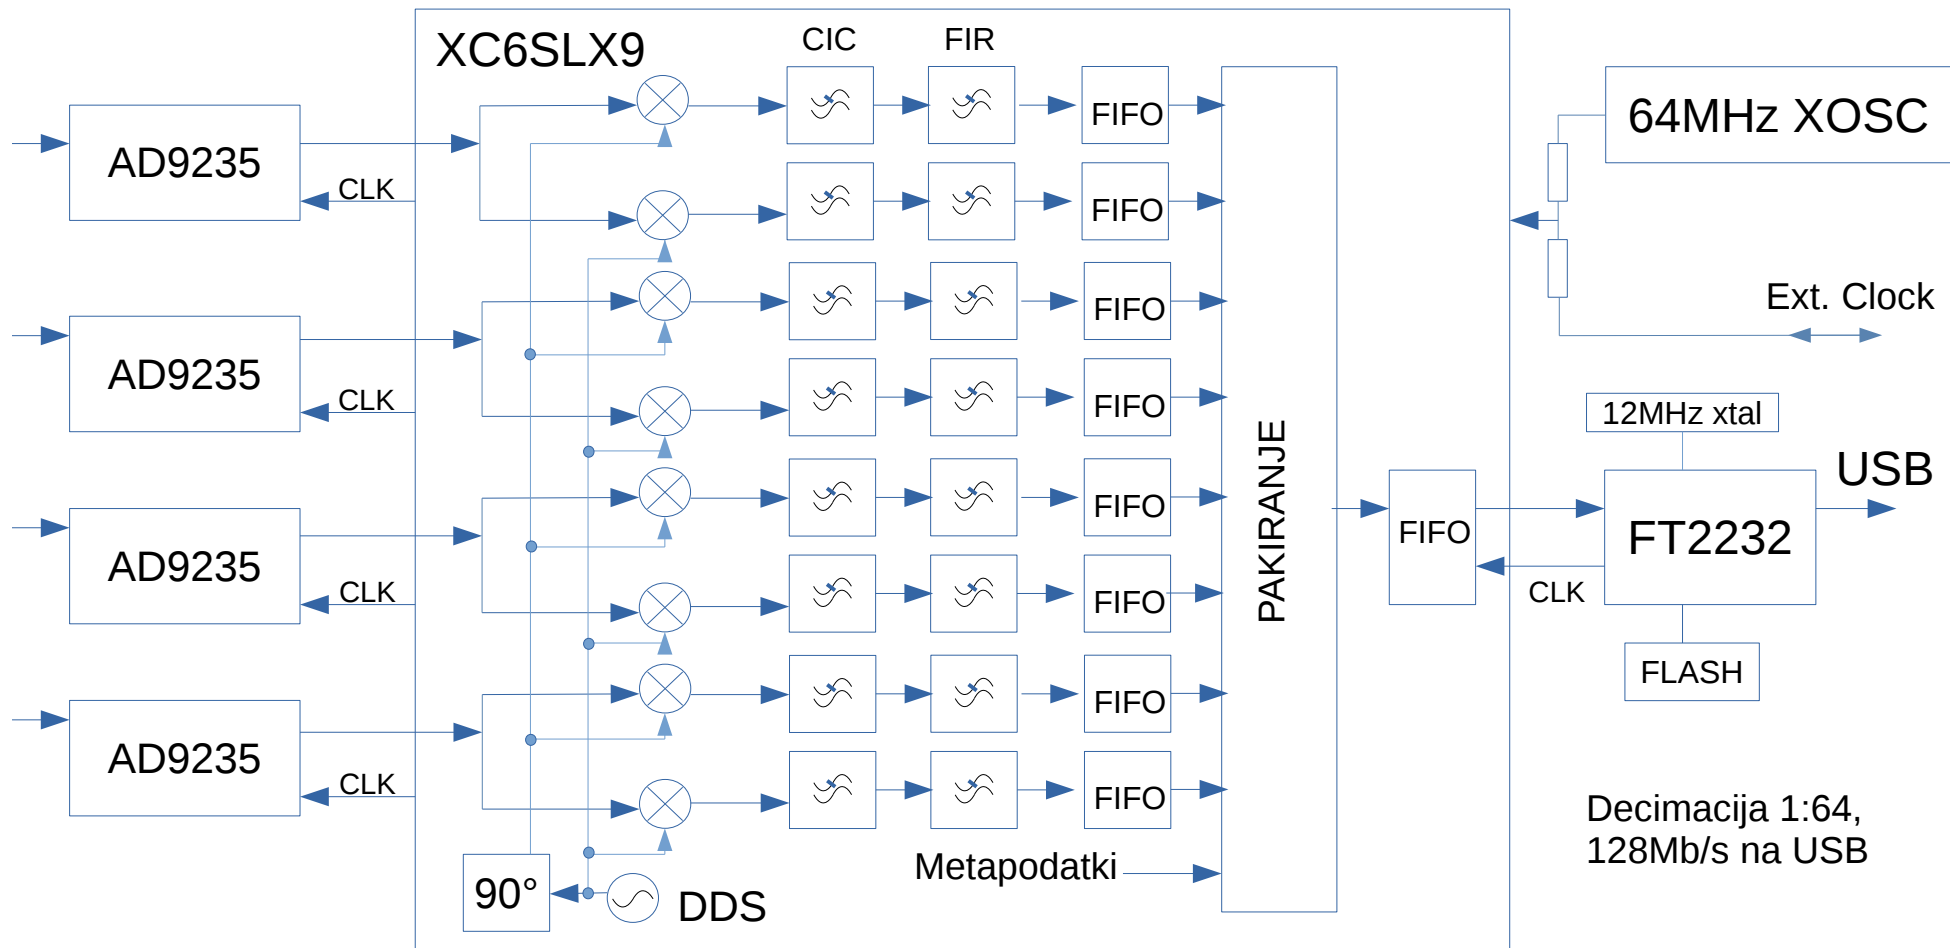 XC6SLX9
CIC
FIR
64MHz XOSC
AD9235
CLK
AD9235
CLK
AD9235
CLK
AD9235
CLK
FIFO
FIFO
FIFO
FIFO
FIFO
FIFO
FIFO
FIFO
PAKIRANJE
Metapodatki
90°
DDS
Ext. Clock
12MHz xtal
USB
FIFO
FT2232
CLK
FLASH
Decimacija 1:64,
128Mb/s na USB